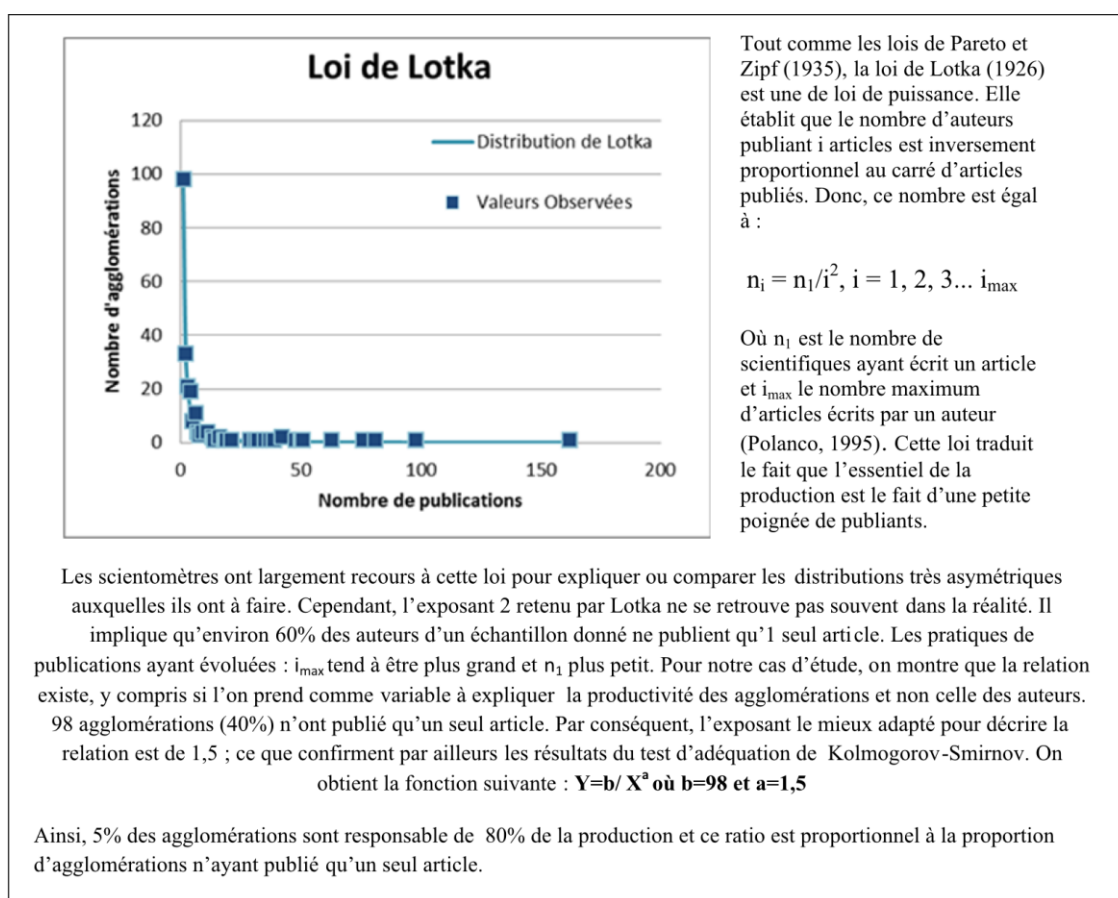 Loi de Lotka
120
100
80
60
40
20
0
Nombre d'agglomérations
Distribution de Lotka
Valeurs Observées
0 50 100 150 200
Nombre de publications
Tout comme les lois de Pareto et
Zipf (1935), la loi de Lotka (1926)
est une de loi de puissance. Elle
établit que le nombre d'auteurs
publiant i articles est inversement
proportionnel au carré d'articles
publiés. Donc, ce nombre est égal
à :
nᵢ = n₁/i², i = 1, 2, 3... iₘₐₓ
Où n₁ est le nombre de
scientifiques ayant écrit un article
et iₘₐₓ le nombre maximum
d'articles écrits par un auteur
(Polanco, 1995). Cette loi traduit
le fait que l'essentiel de la
production est le fait d'une petite
poignée de publiants.
Les scientomètres ont largement recours à cette loi pour expliquer ou comparer les distributions très asymétriques
auxquelles ils ont à faire. Cependant, l'exposant 2 retenu par Lotka ne se retrouve pas souvent dans la réalité. Il
implique qu'environ 60% des auteurs d'un échantillon donné ne publient qu'1 seul article. Les pratiques de
publications ayant évoluées : iₘₐₓ tend à être plus grand et n₁ plus petit. Pour notre cas d'étude, on montre que la relation
existe, y compris si l'on prend comme variable à expliquer la productivité des agglomérations et non celle des auteurs.
98 agglomérations (40%) n'ont publié qu'un seul article. Par conséquent, l'exposant le mieux adapté pour décrire la
relation est de 1,5 ; ce que confirment par ailleurs les résultats du test d'adéquation de Kolmogorov-Smirnov. On
obtient la fonction suivante : Y=b/ Xᵃ où b=98 et a=1,5
Ainsi, 5% des agglomérations sont responsable de 80% de la production et ce ratio est proportionnel à la proportion
d'agglomérations n'ayant publié qu'un seul article.